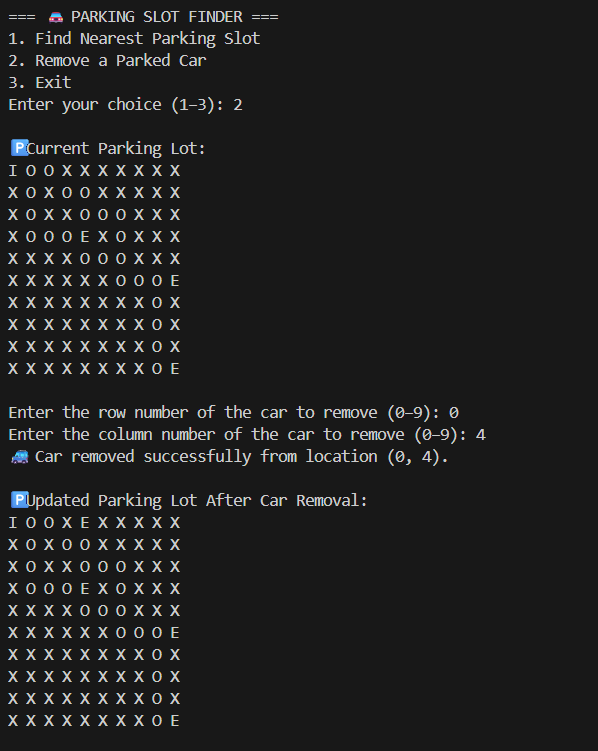 === 🚘 PARKING SLOT FINDER ===
1. Find Nearest Parking Slot
2. Remove a Parked Car
3. Exit
Enter your choice (1–3): 2
🅿Current Parking Lot:
I O O X X X X X X X
X O X O O X X X X X
X O X X O O O X X X
X O O O E X O X X X
X X X X O O O X X X
X X X X X X O O O E
X X X X X X X X O X
X X X X X X X X O X
X X X X X X X X O X
X X X X X X X X O E
Enter the row number of the car to remove (0–9): 0
Enter the column number of the car to remove (0–9): 4
🚙 Car removed successfully from location (0, 4).
🅿Updated Parking Lot After Car Removal:
I O O X E X X X X X
X O X O O X X X X X
X O X X O O O X X X
X O O O E X O X X X
X X X X O O O X X X
X X X X X X O O O E
X X X X X X X X O X
X X X X X X X X O X
X X X X X X X X O X
X X X X X X X X O E